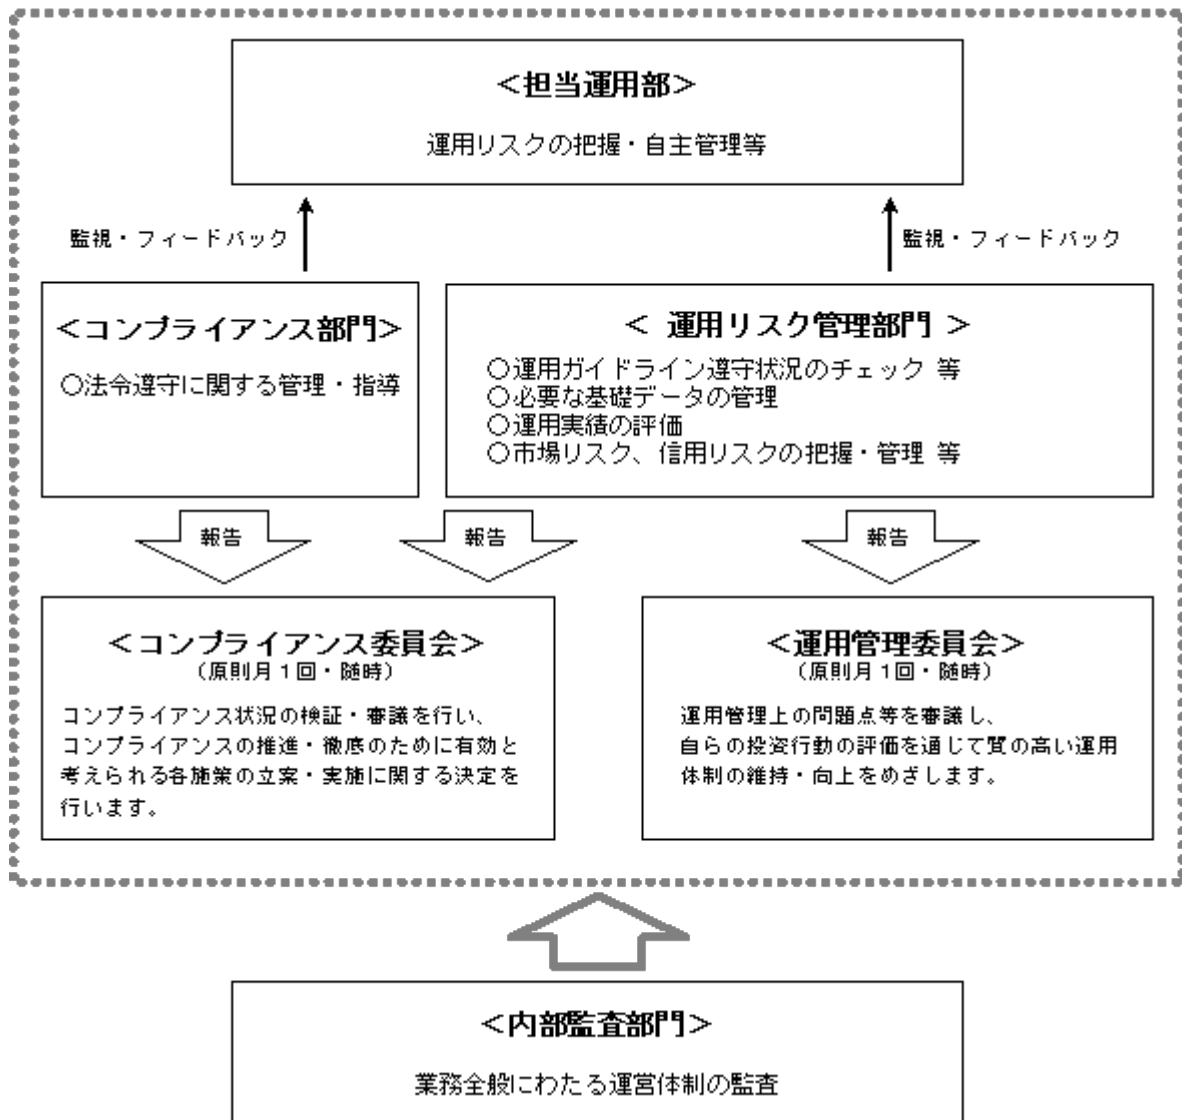 ＜担当運用部＞
運用リスクの把握・自主管理等
監視・フィードバック
監視・フィードバック
＜コンプライアンス部門＞
○法令遵守に関する管理・指導
＜ 運用リスク管理部門 ＞
○運用ガイドライン遵守状況のチェック 等
○必要な基礎データの管理
○運用実績の評価
○市場リスク、信用リスクの把握・管理 等
報告
報告
報告
＜コンプライアンス委員会＞
（原則月１回・随時）
コンプライアンス状況の検証・審議を行い、
コンプライアンスの推進・徹底のために有効と
考えられる各施策の立案・実施に関する決定を
行います。
＜運用管理委員会＞
（原則月１回・随時）
運用管理上の問題点等を審議し、
自らの投資行動の評価を通じて質の高い運用
体制の維持・向上をめざします。
＜内部監査部門＞
業務全般にわたる運営体制の監査